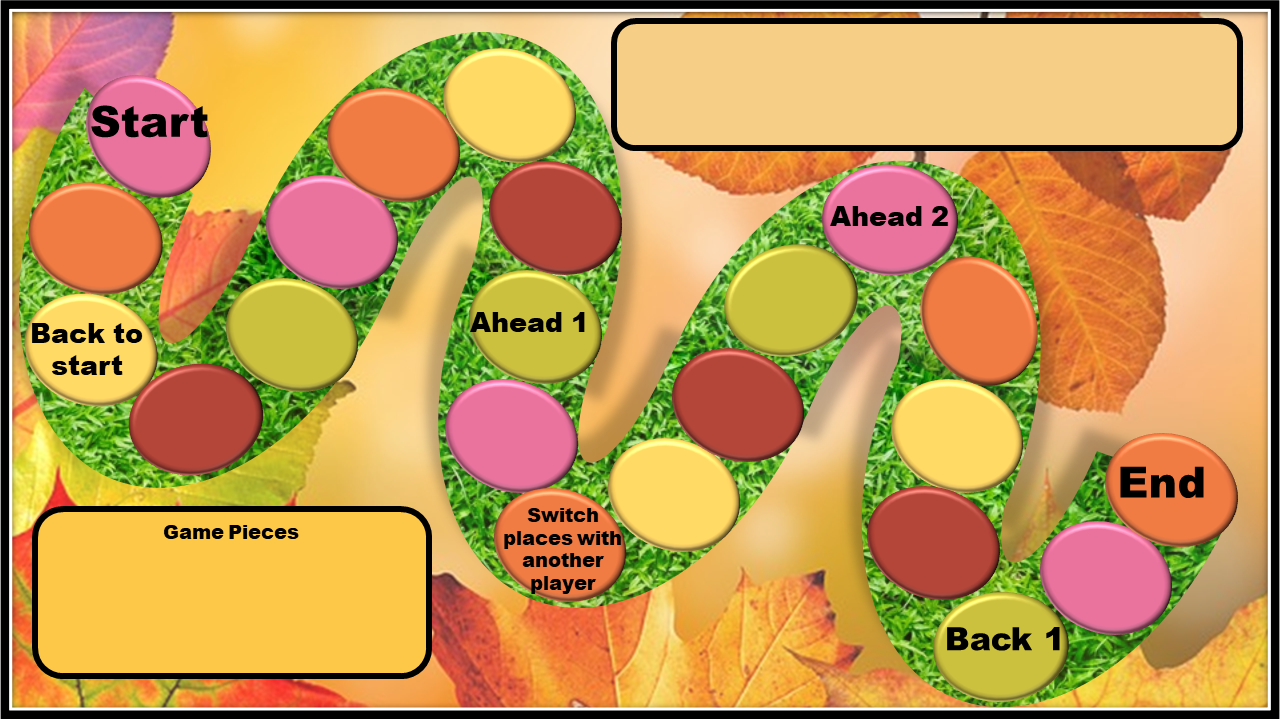 Start
Back to
start
Ahead 1
Switch
places with
another
player
Ahead 2
Back 1
End
Game Pieces